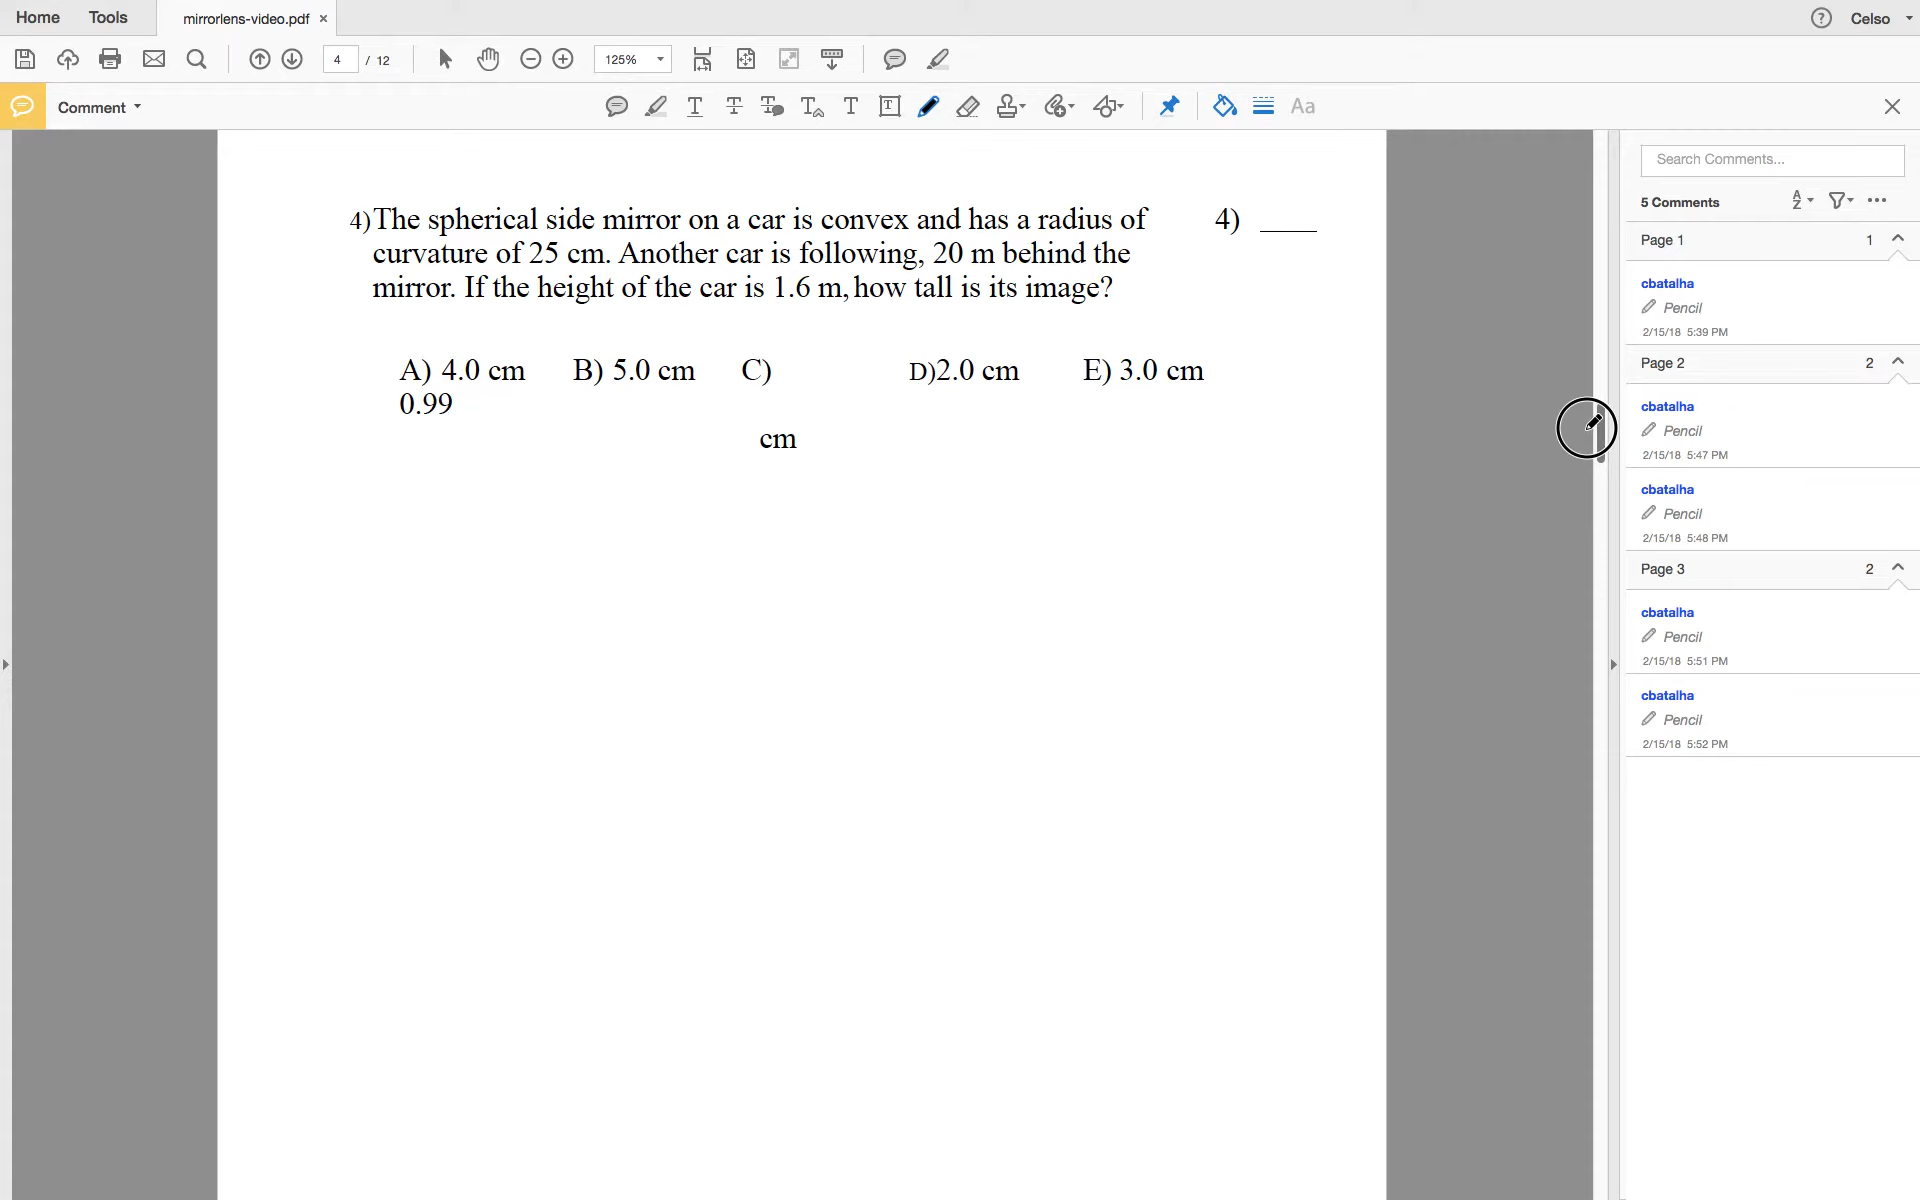 Home Tools mirrorlens-video.pdf × ? Celso
4 / 12 125%
Comment Aa
4) The spherical side mirror on a car is convex and has a radius of 4) ____
curvature of 25 cm. Another car is following, 20 m behind the
mirror. If the height of the car is 1.6 m, how tall is its image?
A) 4.0 cm B) 5.0 cm C) D) 2.0 cm E) 3.0 cm
0.99
cm
Search Comments...
5 Comments
Page 1 1
cbatalha
Pencil
2/15/18 5:39 PM
Page 2 2
cbatalha
Pencil
2/15/18 5:47 PM
cbatalha
Pencil
2/15/18 5:48 PM
Page 3 2
cbatalha
Pencil
2/15/18 5:51 PM
cbatalha
Pencil
2/15/18 5:52 PM